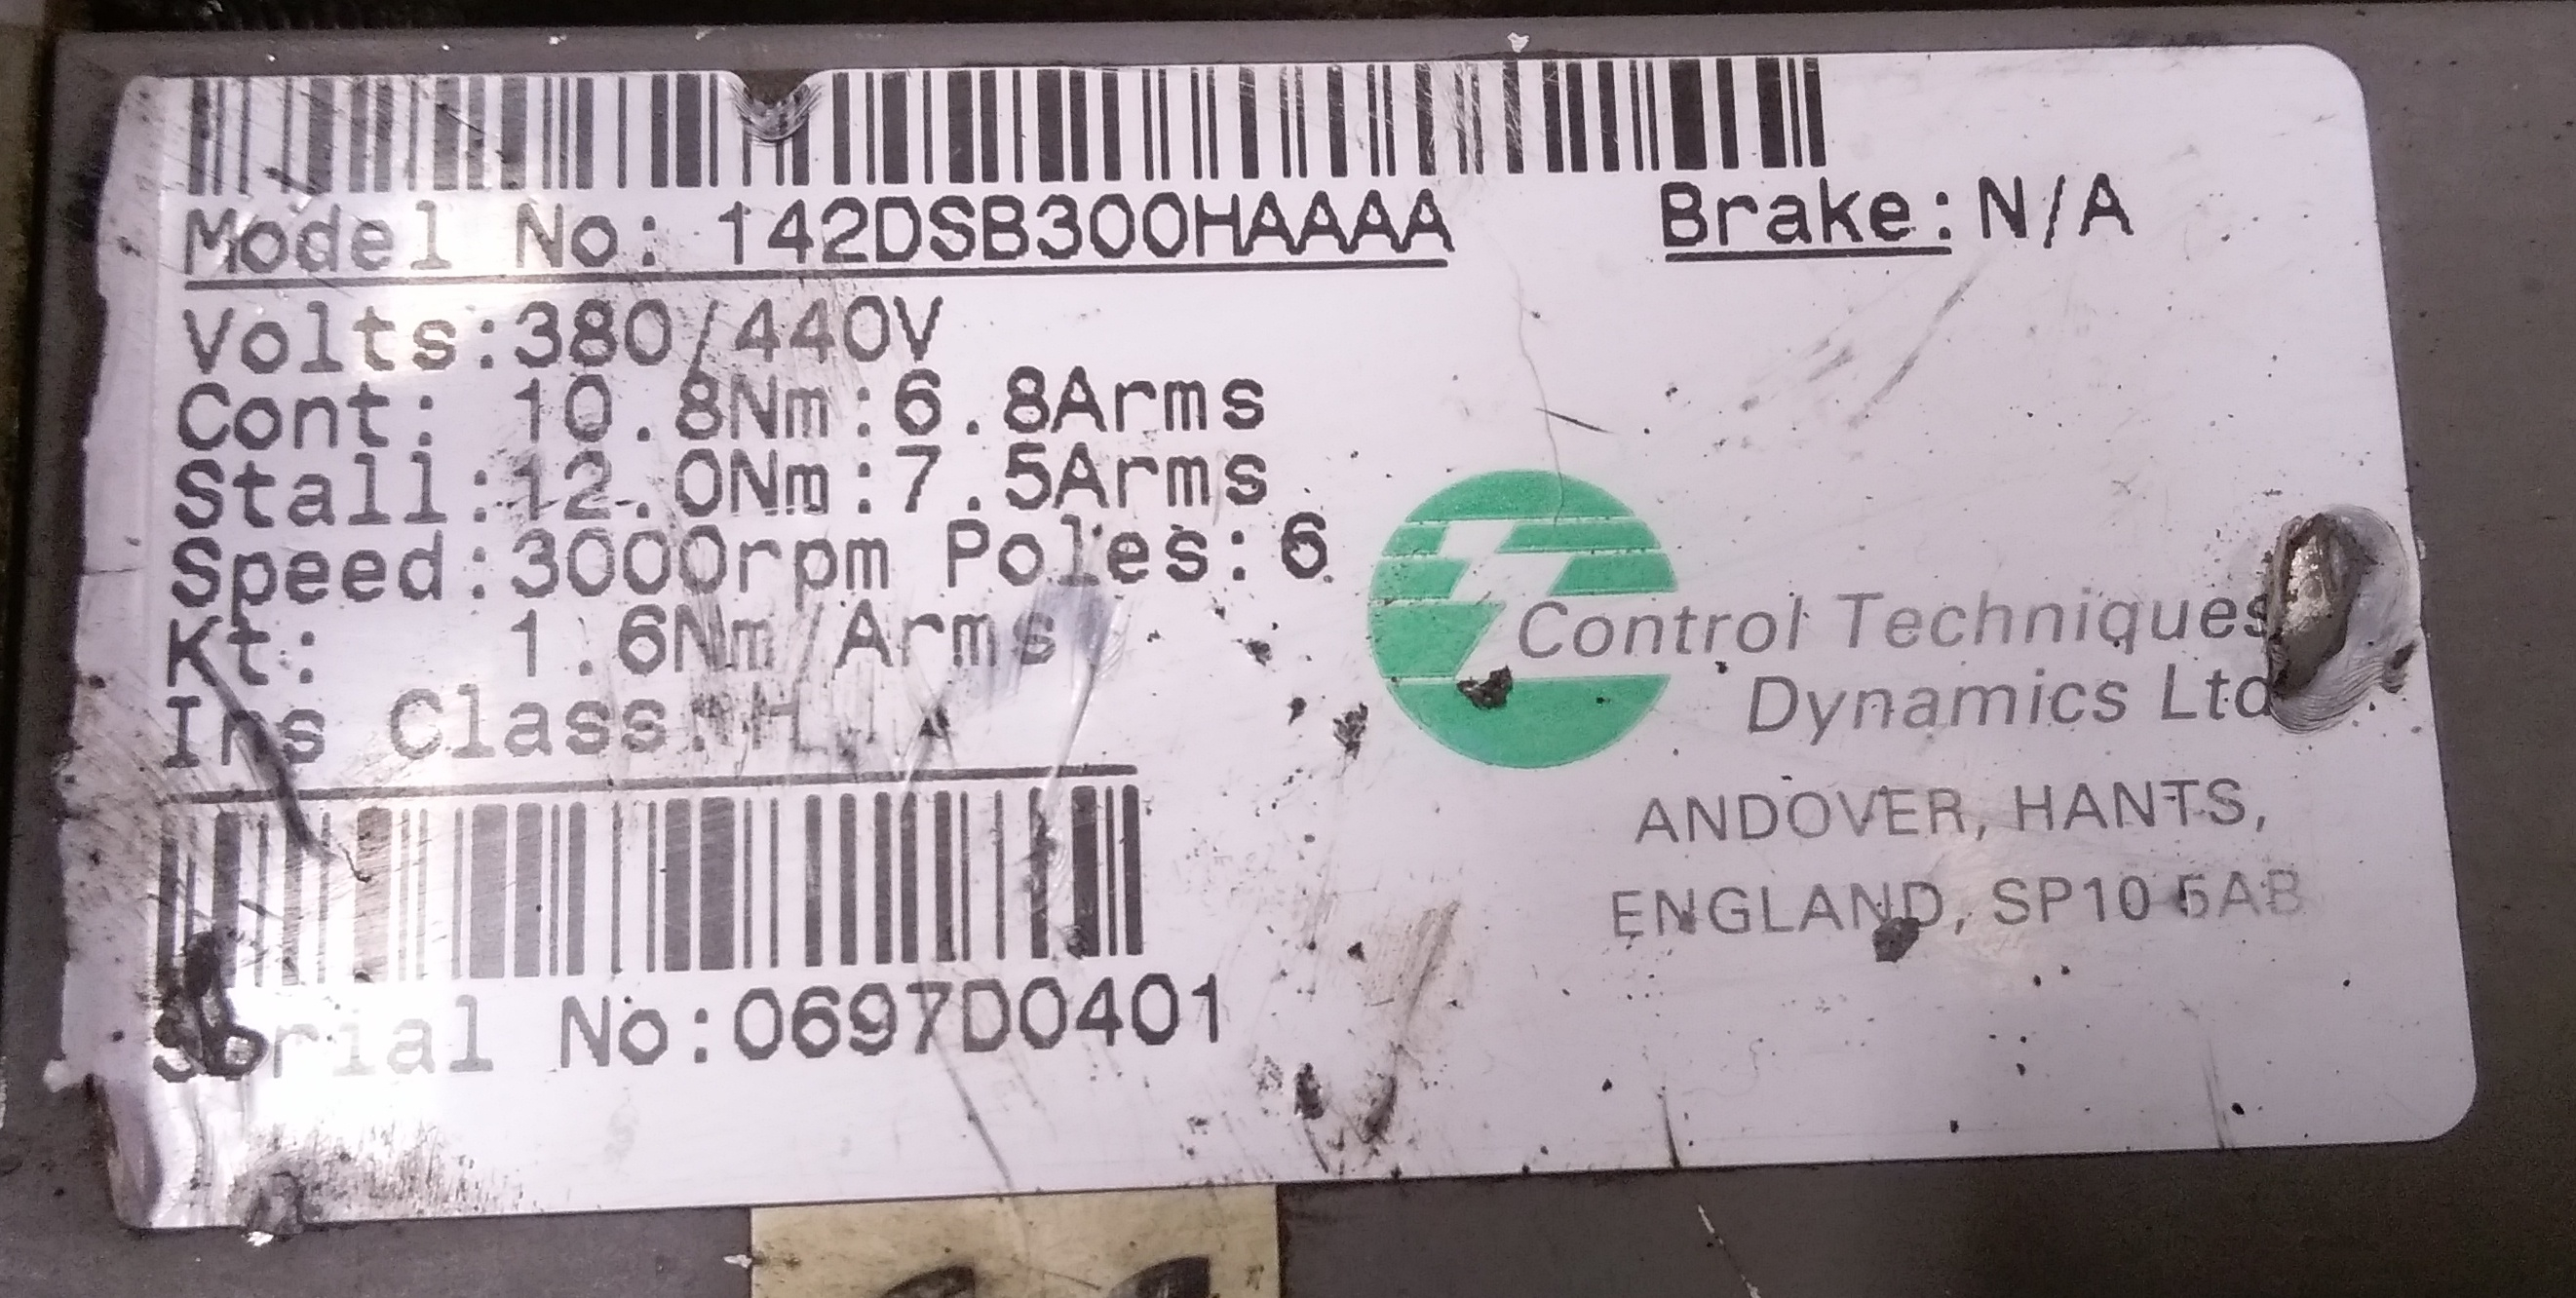 Model No: 142DSB300HAAAA
Brake: N/A
Volts:380/440V
Cont: 10.8Nm:6.8Arms
Stall:12.0Nm:7.5Arms
Speed:3000rpm Poles:6
Kt: 1.6Nm/Arms
Ins Class: H
Serial No:0697D0401
Control Techniques
Dynamics Ltd
ANDOVER, HANTS,
ENGLAND, SP10 5AB